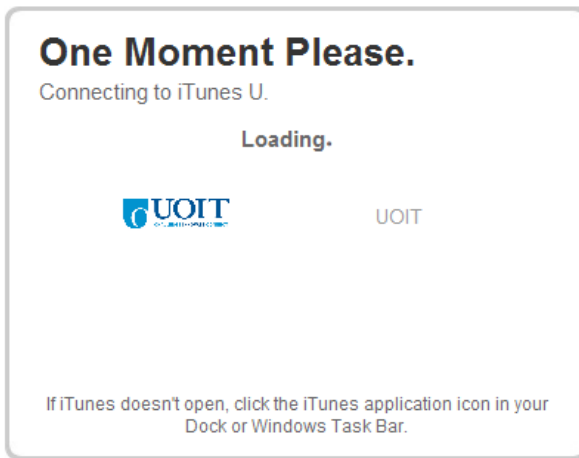 One Moment Please.
Connecting to iTunes U.
Loading.
UOIT
UOIT
If iTunes doesn't open, click the iTunes application icon in your
Dock or Windows Task Bar.